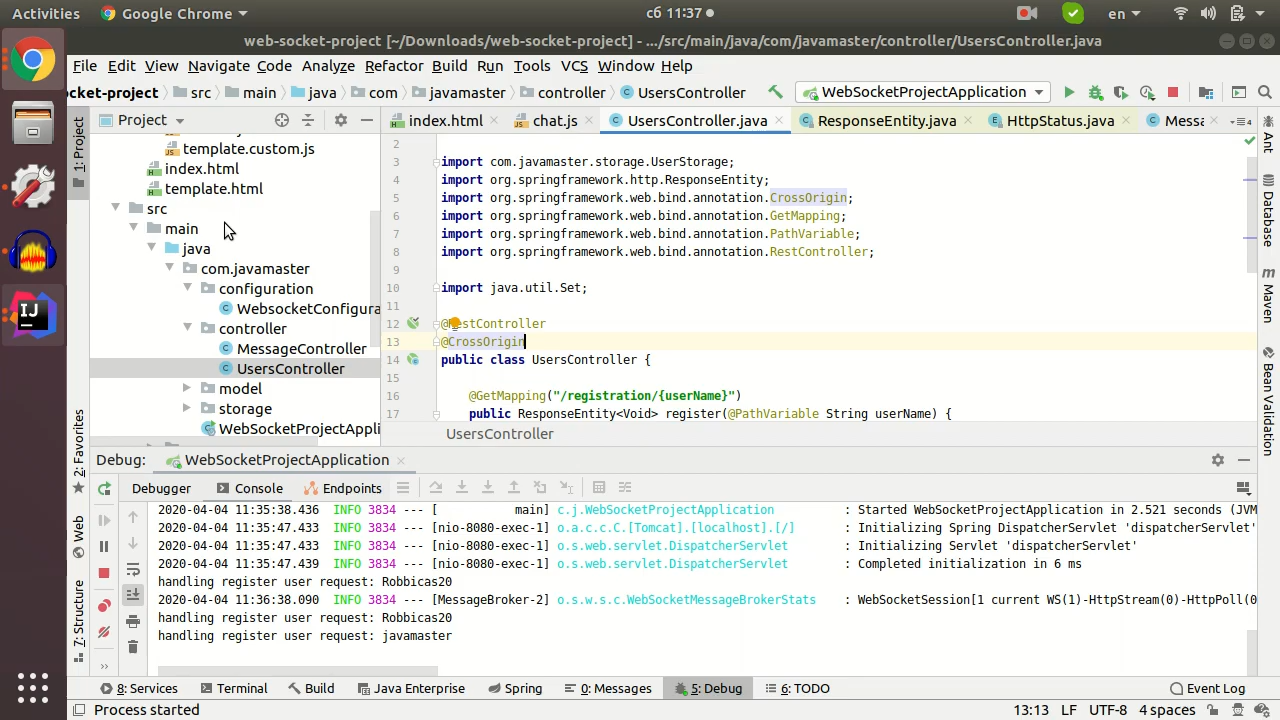 Activities Google Chrome сб 11:37 en
web-socket-project [~/Downloads/web-socket-project] - .../src/main/java/com/javamaster/controller/UsersController.java
File Edit View Navigate Code Analyze Refactor Build Run Tools VCS Window Help
ocket-project src main java com javamaster controller UsersController WebSocketProjectApplication
Project
index.html chat.js UsersController.java ResponseEntity.java HttpStatus.java Messa 4
1: Project
2: Favorites
Web
7: Structure
template.custom.js
index.html
template.html
src
main
java
com.javamaster
configuration
WebsocketConfigura
controller
MessageController
UsersController
model
storage
WebSocketProjectAppli
2
3 import com.javamaster.storage.UserStorage;
4 import org.springframework.http.ResponseEntity;
5 import org.springframework.web.bind.annotation.CrossOrigin;
6 import org.springframework.web.bind.annotation.GetMapping;
7 import org.springframework.web.bind.annotation.PathVariable;
8 import org.springframework.web.bind.annotation.RestController;
9
10 import java.util.Set;
11
12 @RestController
13 @CrossOrigin
14 public class UsersController {
15
16 @GetMapping("/registration/{userName}")
17 public ResponseEntity<Void> register(@PathVariable String userName) {
UsersController
Ant
Database
Maven
Bean Validation
Debug: WebSocketProjectApplication
Debugger Console Endpoints
2020-04-04 11:35:38.436 INFO 3834 --- [ main] c.j.WebSocketProjectApplication : Started WebSocketProjectApplication in 2.521 seconds (JVM
2020-04-04 11:35:47.433 INFO 3834 --- [nio-8080-exec-1] o.a.c.c.C.[Tomcat].[localhost].[/] : Initializing Spring DispatcherServlet 'dispatcherServlet'
2020-04-04 11:35:47.433 INFO 3834 --- [nio-8080-exec-1] o.s.web.servlet.DispatcherServlet : Initializing Servlet 'dispatcherServlet'
2020-04-04 11:35:47.439 INFO 3834 --- [nio-8080-exec-1] o.s.web.servlet.DispatcherServlet : Completed initialization in 6 ms
handling register user request: Robbicas20
2020-04-04 11:36:38.090 INFO 3834 --- [MessageBroker-2] o.s.w.s.c.WebSocketMessageBrokerStats : WebSocketSession[1 current WS(1)-HttpStream(0)-HttpPoll(0
handling register user request: Robbicas20
handling register user request: javamaster
8: Services Terminal Build Java Enterprise Spring 0: Messages 5: Debug 6: TODO Event Log
Process started 13:13 LF UTF-8 4 spaces